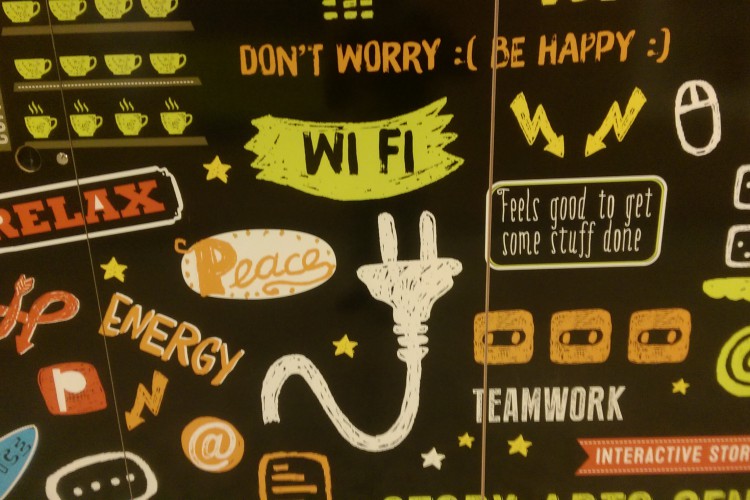 DON'T WORRY :( BE HAPPY :)
WI FI
RELAX
Feels good to get
some stuff done
Peace
ENERGY
P
TEAMWORK
@
@
INTERACTIVE STOR